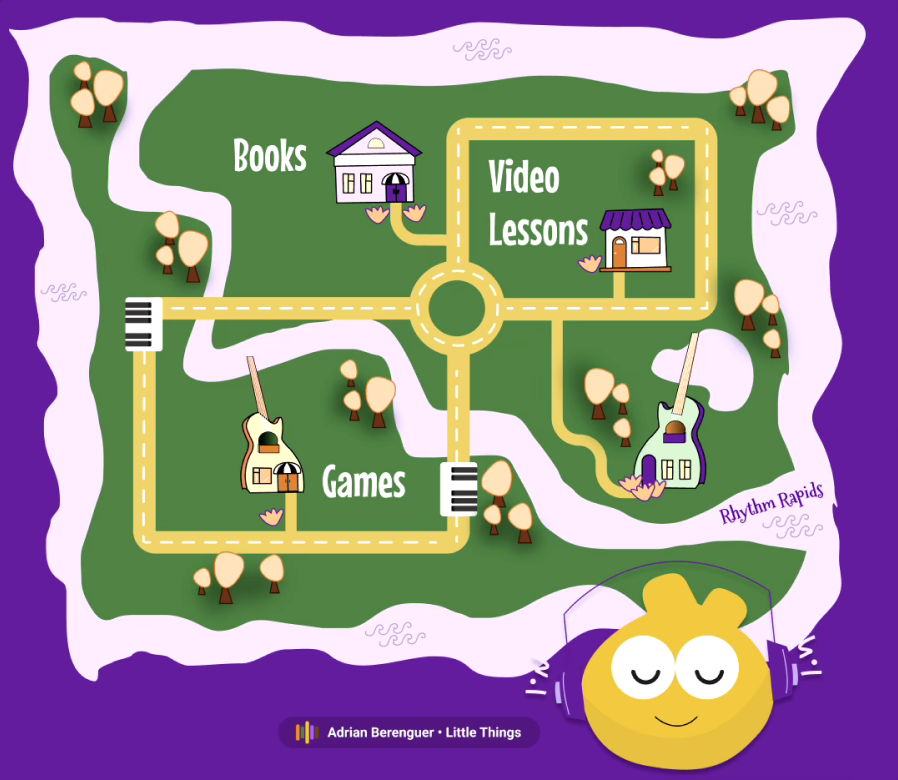 Books
Video
Lessons
Games
Rhythm Rapids
Adrian Berenguer • Little Things